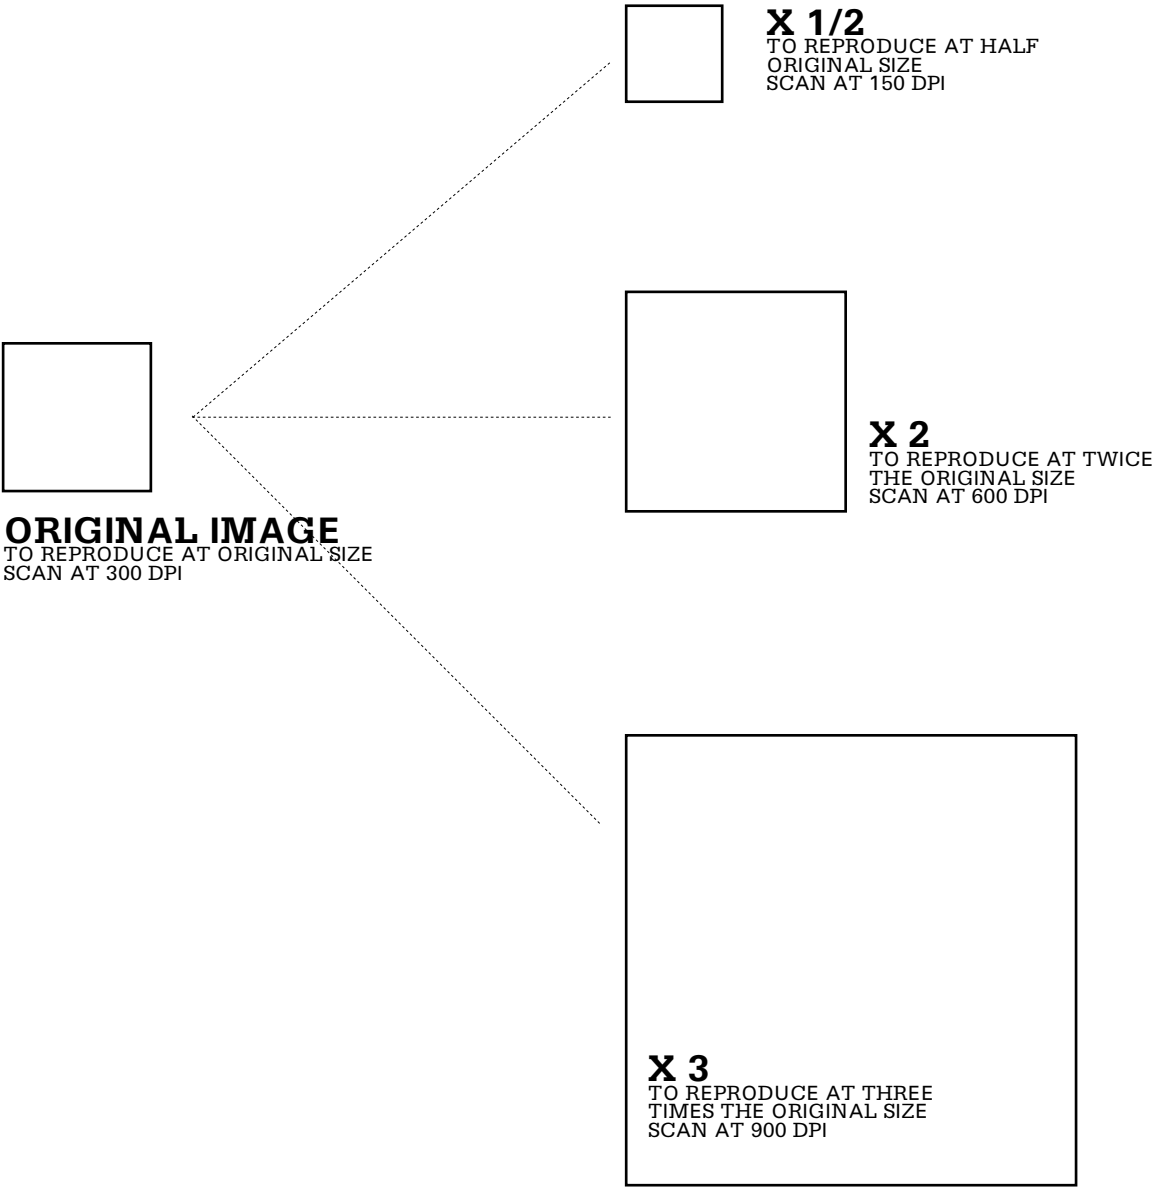 X 1/2
TO REPRODUCE AT HALF
ORIGINAL SIZE
SCAN AT 150 DPI
X 2
TO REPRODUCE AT TWICE
THE ORIGINAL SIZE
SCAN AT 600 DPI
ORIGINAL IMAGE
TO REPRODUCE AT ORIGINAL SIZE
SCAN AT 300 DPI
X 3
TO REPRODUCE AT THREE
TIMES THE ORIGINAL SIZE
SCAN AT 900 DPI